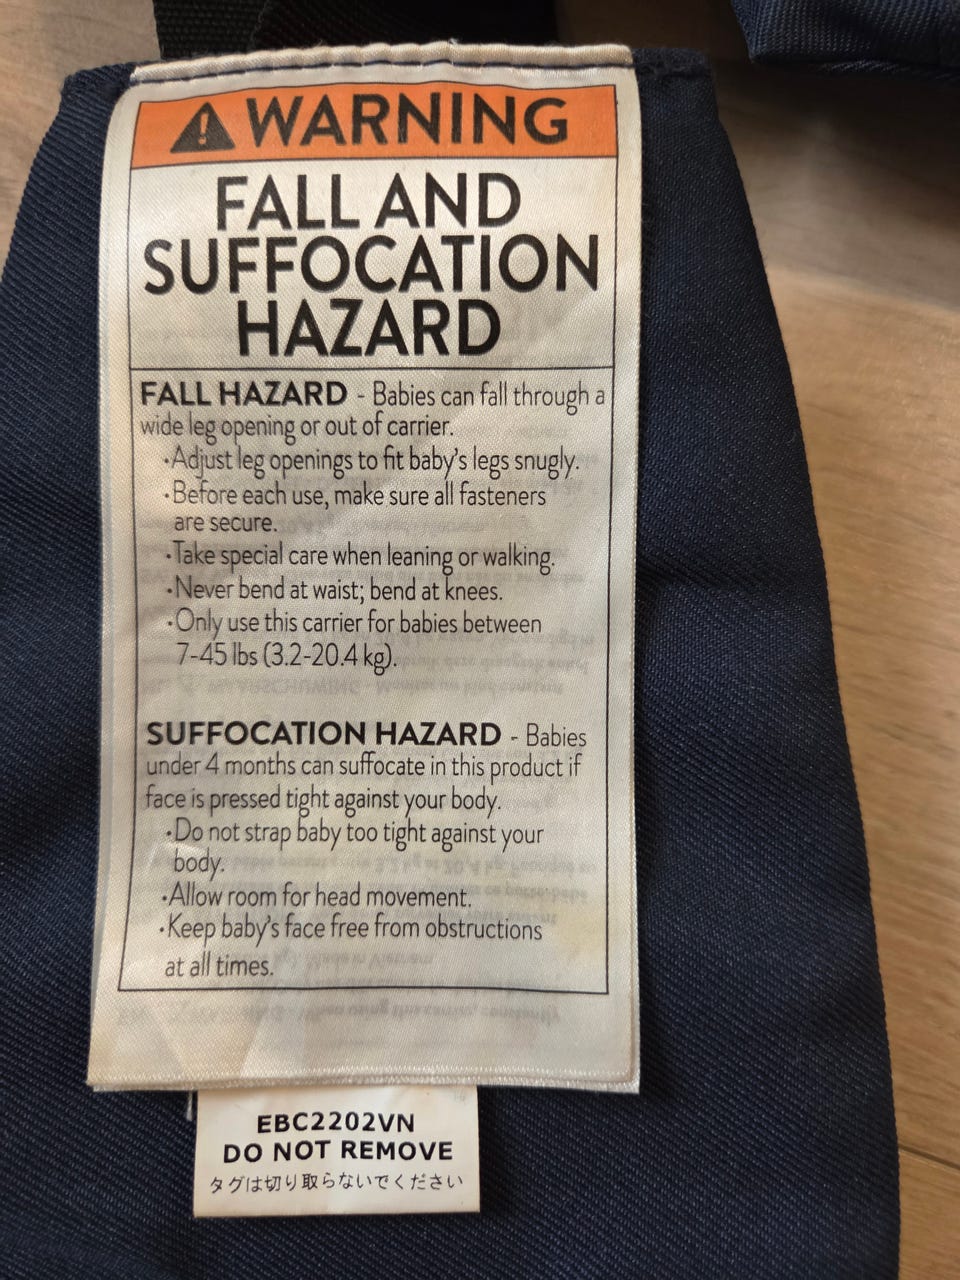 WARNING
FALL AND
SUFFOCATION
HAZARD
FALL HAZARD - Babies can fall through a
wide leg opening or out of carrier.
·Adjust leg openings to fit baby's legs snugly.
·Before each use, make sure all fasteners
are secure.
·Take special care when leaning or walking.
·Never bend at waist; bend at knees.
·Only use this carrier for babies between
7-45 lbs (3.2-20.4 kg).
SUFFOCATION HAZARD - Babies
under 4 months can suffocate in this product if
face is pressed tight against your body.
·Do not strap baby too tight against your
body.
·Allow room for head movement.
·Keep baby's face free from obstructions
at all times.
EBC2202VN
DO NOT REMOVE
タグは切り取らないでください